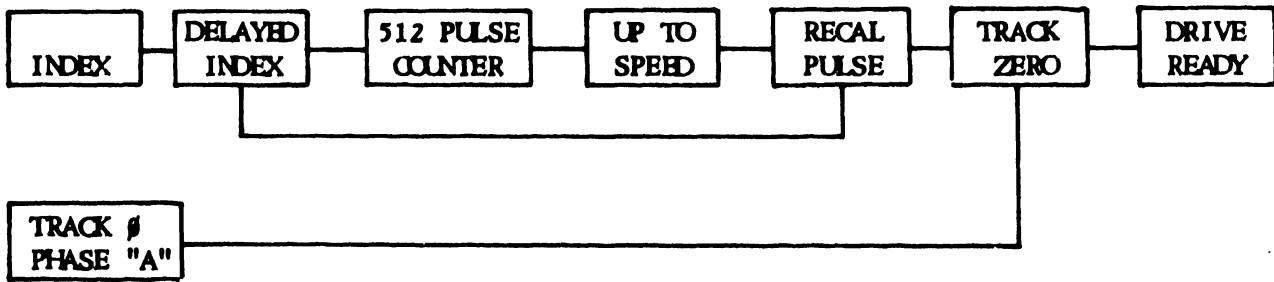 INDEX
DELAYED
INDEX
512 PULSE
COUNTER
UP TO
SPEED
RECAL
PULSE
TRACK
ZERO
DRIVE
READY
TRACK Ø
PHASE "A"